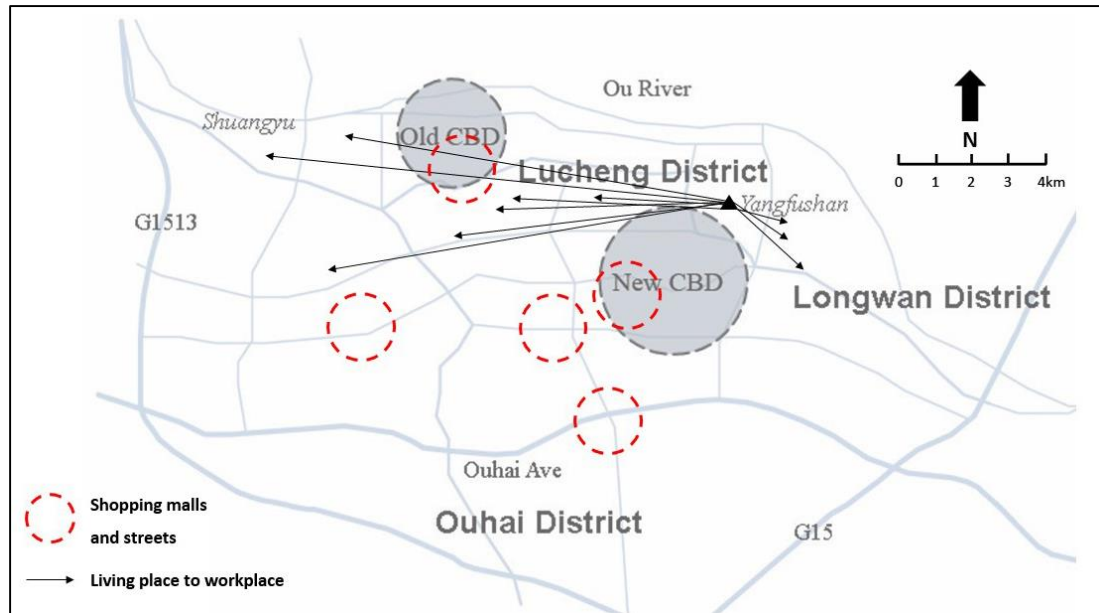 Ou River
Shuangyu
Old CBD
N
Lucheng District
0 1 2 3 4km
Yangfushan
G1513
New CBD
Longwan District
Ouhai Ave
Shopping malls
and streets
Ouhai District
G15
Living place to workplace